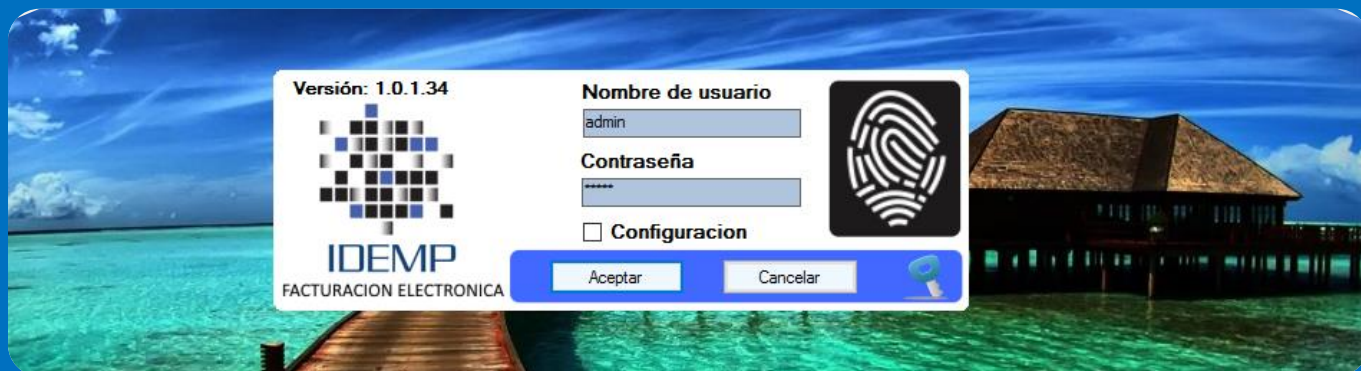 Versión: 1.0.1.34
IDEMP
FACTURACION ELECTRONICA
Nombre de usuario
admin
Contraseña
*****
Configuracion
Aceptar
Cancelar